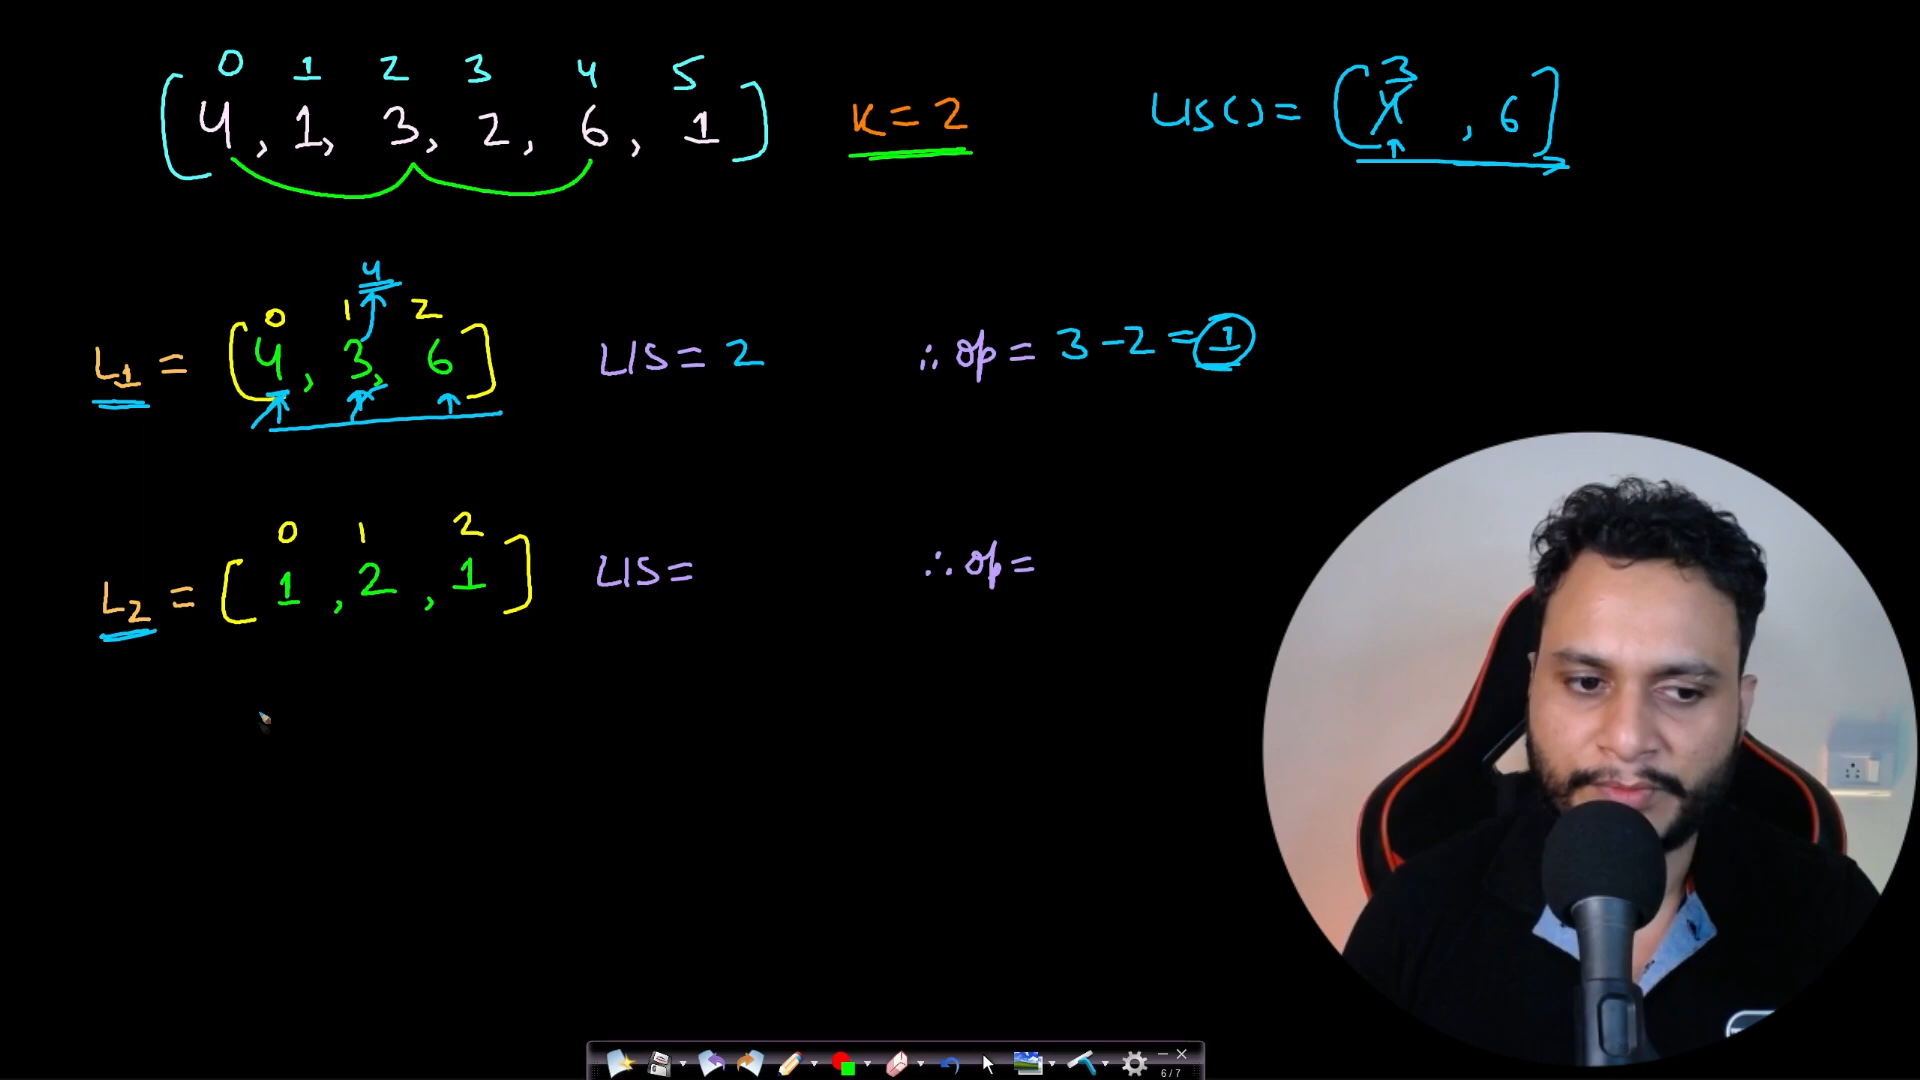 0 1 2 3 4 5
[4, 1, 3, 2, 6, 1] K = 2 LIS() = [4, 6]
3
4
0 1 2
L1 = [4, 3, 6] LIS = 2 ∴ op = 3 - 2 = 1
0 1 2
L2 = [1, 2, 1] LIS = ∴ op =
6/7